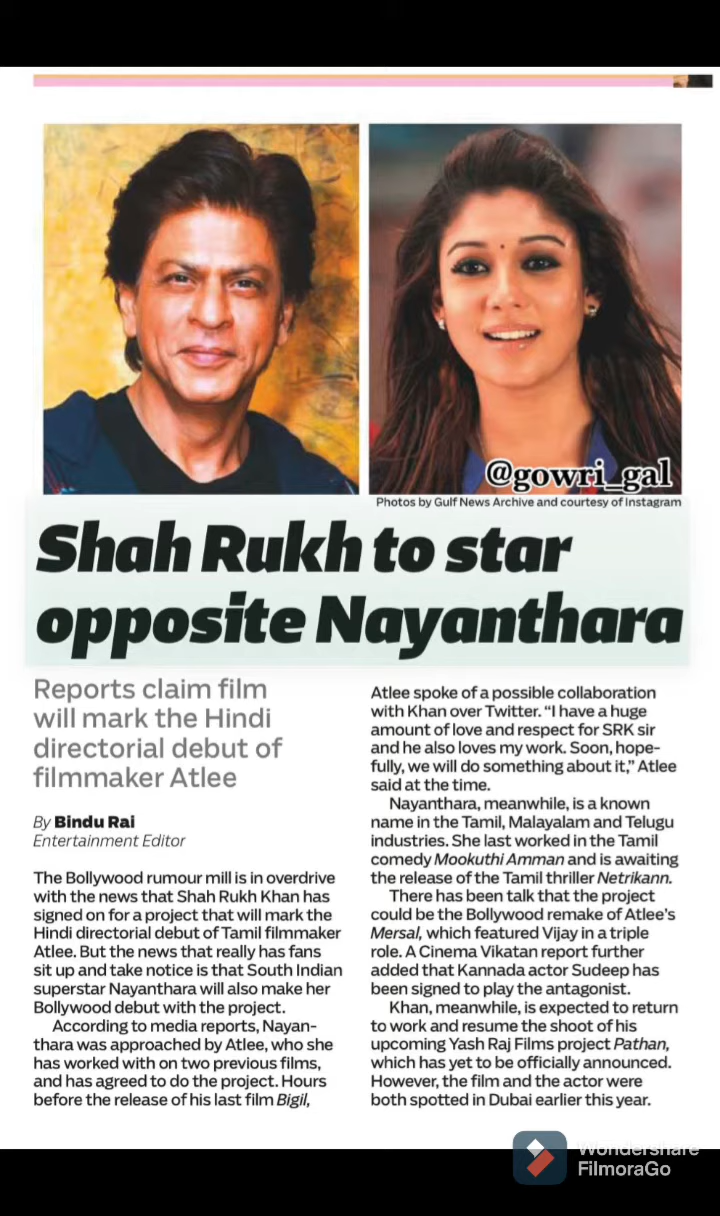 @gowri_gal
Photos by Gulf News Archive and courtesy of Instagram
Shah Rukh to star
opposite Nayanthara
Reports claim film
will mark the Hindi
directorial debut of
filmmaker Atlee
By Bindu Rai
Entertainment Editor
The Bollywood rumour mill is in overdrive
with the news that Shah Rukh Khan has
signed on for a project that will mark the
Hindi directorial debut of Tamil filmmaker
Atlee. But the news that really has fans
sit up and take notice is that South Indian
superstar Nayanthara will also make her
Bollywood debut with the project.
According to media reports, Nayan-
thara was approached by Atlee, who she
has worked with on two previous films,
and has agreed to do the project. Hours
before the release of his last film Bigil,
Atlee spoke of a possible collaboration
with Khan over Twitter. “I have a huge
amount of love and respect for SRK sir
and he also loves my work. Soon, hope-
fully, we will do something about it,” Atlee
said at the time.
Nayanthara, meanwhile, is a known
name in the Tamil, Malayalam and Telugu
industries. She last worked in the Tamil
comedy Mookuthi Amman and is awaiting
the release of the Tamil thriller Netrikann.
There has been talk that the project
could be the Bollywood remake of Atlee’s
Mersal, which featured Vijay in a triple
role. A Cinema Vikatan report further
added that Kannada actor Sudeep has
been signed to play the antagonist.
Khan, meanwhile, is expected to return
to work and resume the shoot of his
upcoming Yash Raj Films project Pathan,
which has yet to be officially announced.
However, the film and the actor were
both spotted in Dubai earlier this year.
Wondershare
FilmoraGo